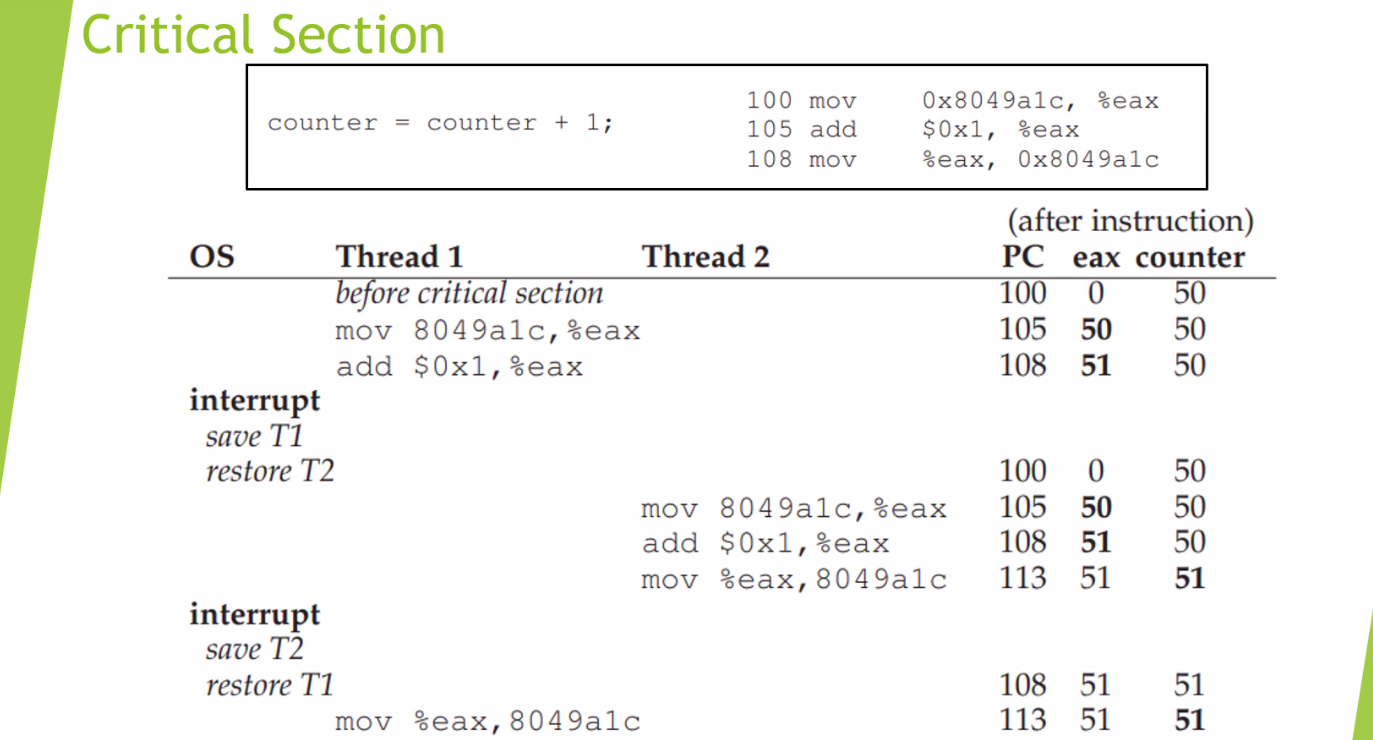 Critical Section
counter = counter + 1;
100 mov 0x8049a1c, %eax
105 add $0x1, %eax
108 mov %eax, 0x8049a1c
(after instruction)
OS Thread 1 Thread 2 PC eax counter
before critical section 100 0 50
mov 8049a1c,%eax 105 50 50
add $0x1,%eax 108 51 50
interrupt
save T1
restore T2 100 0 50
mov 8049a1c,%eax 105 50 50
add $0x1,%eax 108 51 50
mov %eax,8049a1c 113 51 51
interrupt
save T2
restore T1 108 51 51
mov %eax,8049a1c 113 51 51